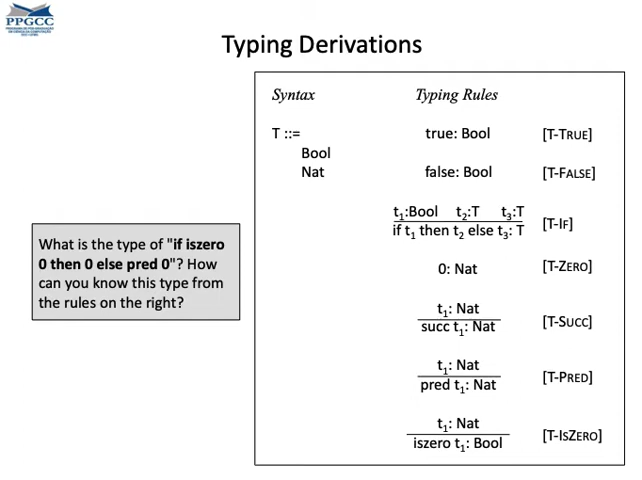 PPGCC
Typing Derivations
Syntax
Typing Rules
T ::=
Bool
Nat
true: Bool [T-TRUE]
false: Bool [T-FALSE]
t1:Bool t2:T t3:T
if t1 then t2 else t3: T [T-IF]
0: Nat [T-ZERO]
t1: Nat
succ t1: Nat [T-SUCC]
t1: Nat
pred t1: Nat [T-PRED]
t1: Nat
iszero t1: Bool [T-ISZERO]
What is the type of "if iszero
0 then 0 else pred 0"? How
can you know this type from
the rules on the right?